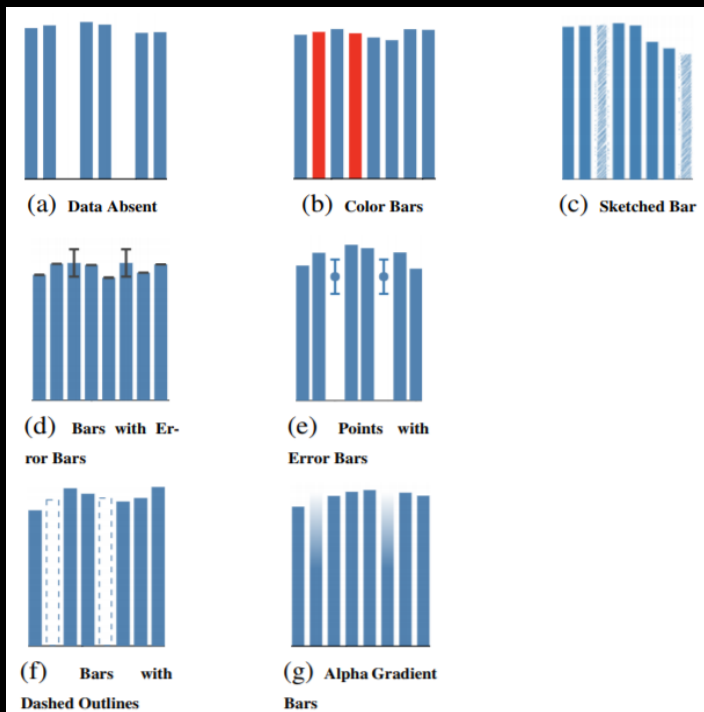 (a) Data Absent
(b) Color Bars
(c) Sketched Bar
(d) Bars with Er-
ror Bars
(e) Points with
Error Bars
(f) Bars with
Dashed Outlines
(g) Alpha Gradient
Bars